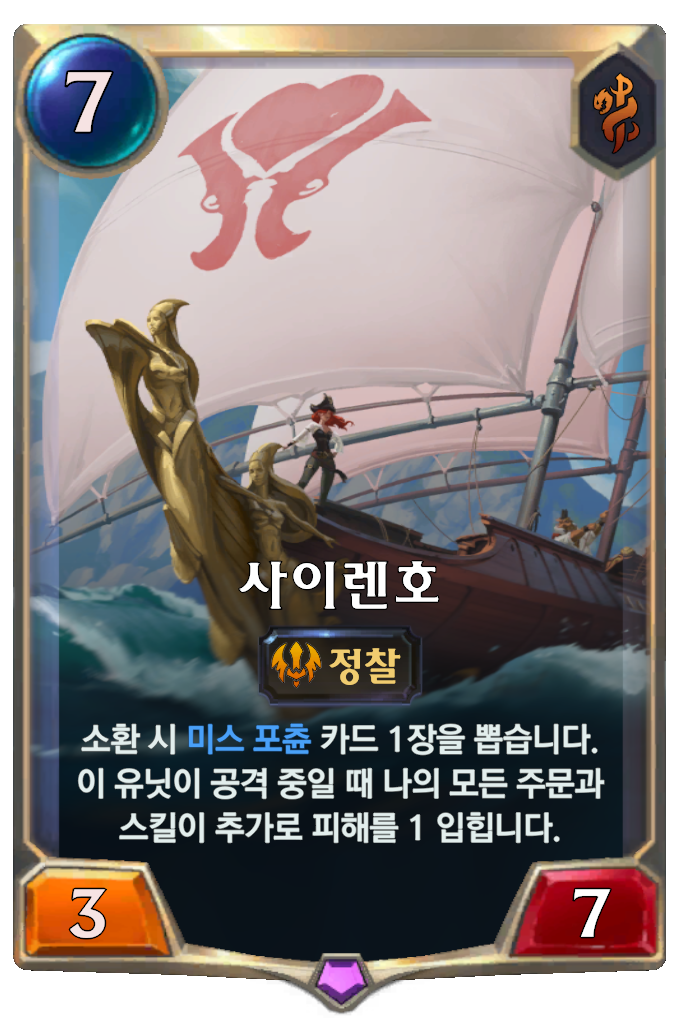 7
사이렌호
정찰
소환 시 미스 포츈 카드 1장을 뽑습니다.
이 유닛이 공격 중일 때 나의 모든 주문과
스킬이 추가로 피해를 1 입힙니다.
3
7